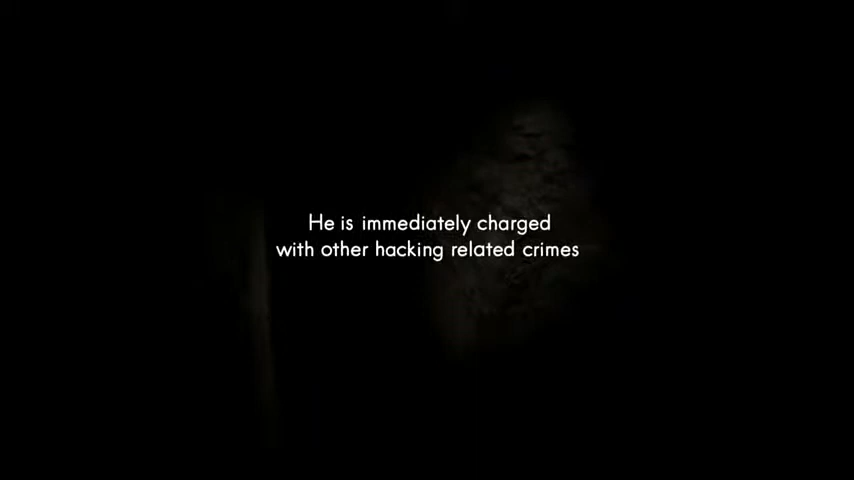 He is immediately charged
with other hacking related crimes